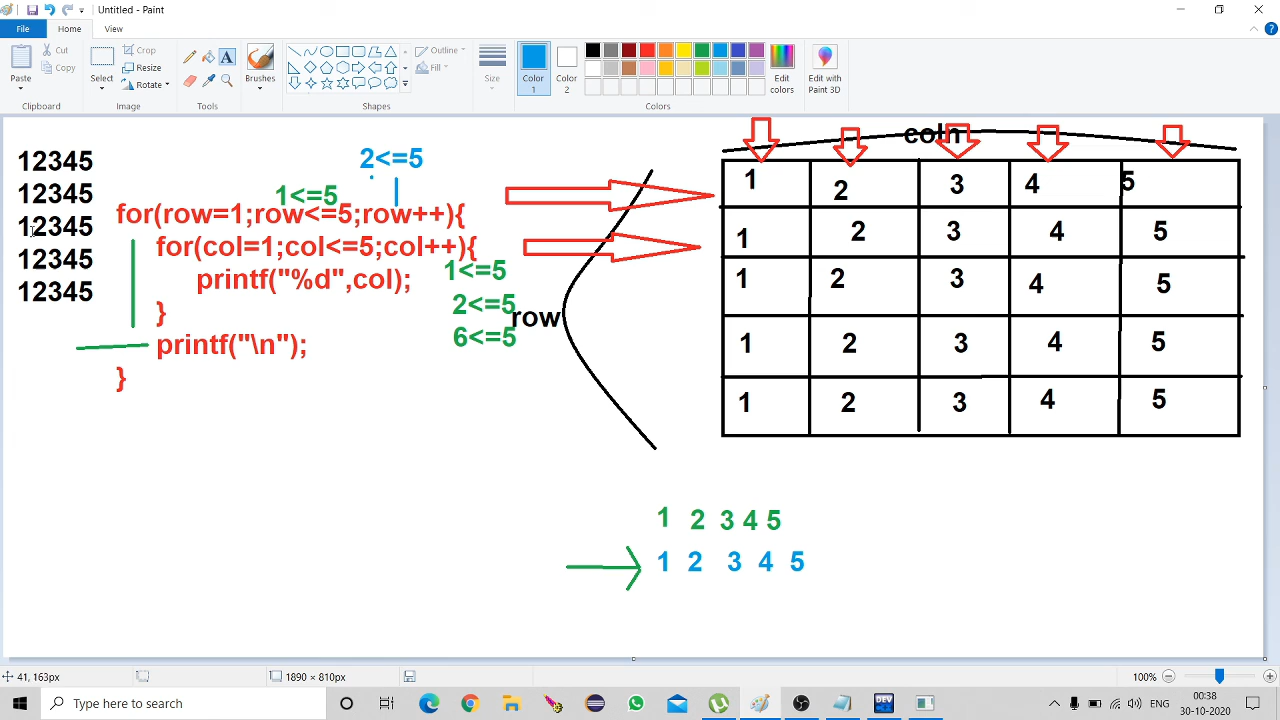 Untitled - Paint
File
Home
View
Paste
Cut
Copy
Clipboard
Select
Crop
Resize
Rotate
Image
Tools
Brushes
Shapes
Outline
Fill
Size
Color
1
Color
2
Colors
Edit
colors
Edit with
Paint 3D
12345
12345
12345
12345
12345
2<=5
1<=5
for(row=1;row<=5;row++){
for(col=1;col<=5;col++){
printf("%d",col);
}
printf("\n");
}
1<=5
2<=5
6<=5
row
coln
1 2 3 4 5
1 2 3 4 5
1 2 3 4 5
1 2 3 4 5
1 2 3 4 5
1 2 3 4 5
1 2 3 4 5
41, 163px
1890 × 810px
100%
Type here to search
DEV
ENG
00:38
30-10-2020